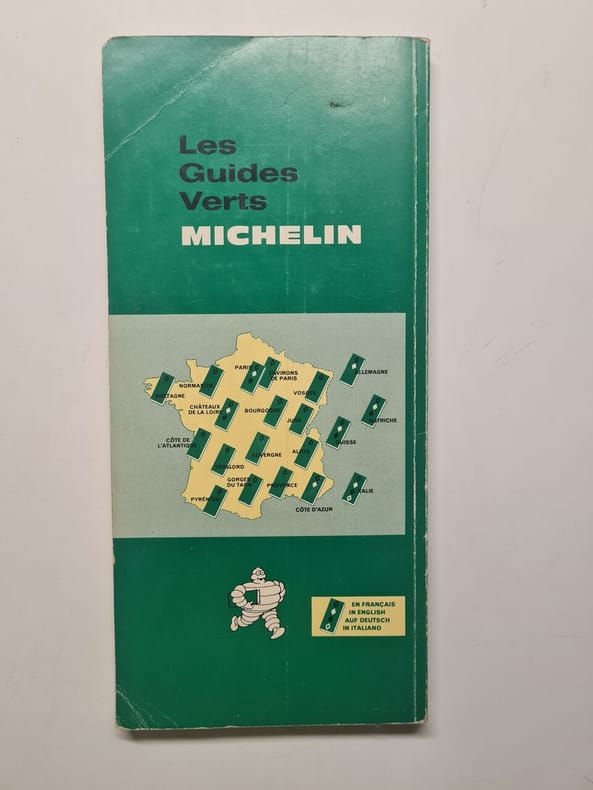 Les
Guides
Verts
MICHELIN
PARIS
ENVIRONS
DE PARIS
ALLEMAGNE
NORMANDIE
VOSGES
BRETAGNE
CHÂTEAUX
DE LA LOIRE
BOURGOGNE
JURA
AUTRICHE
SUISSE
CÔTE DE
L'ATLANTIQUE
AUVERGNE
ALPES
PÉRIGORD
GORGES
DU TARN
PROVENCE
ITALIE
PYRÉNÉES
CÔTE D'AZUR
EN FRANÇAIS
IN ENGLISH
AUF DEUTSCH
IN ITALIANO